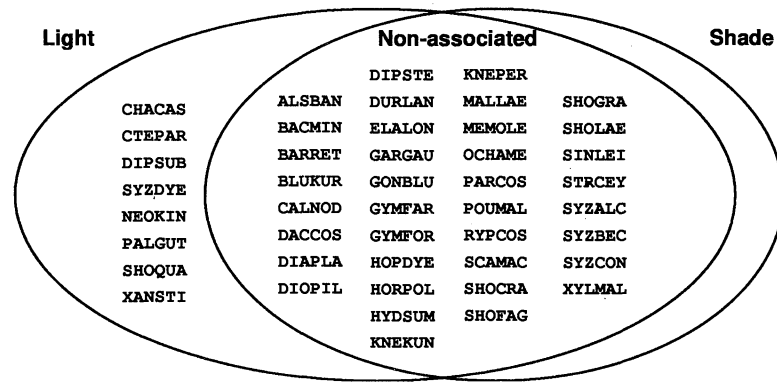 Light Non-associated Shade
DIPSTE KNEPER
CHACAS ALSBAN DURLAN MALLAE SHOGRA
CTEPAR BACMIN ELALON MEMOLE SHOLAE
DIPSUB BARRET GARGAU OCHAME SINLEI
SYZDYE BLUKUR GONBLU PARCOS STRCEY
NEOKIN CALNOD GYMFAR POUMAL SYZALC
PALGUT DACCOS GYMFOR RYPCOS SYZBEC
SHOQUA DIAPLA HOPDYE SCAMAC SYZCON
XANSTI DIOPIL HORPOL SHOCRA XYLMAL
HYDSUM SHOFAG
KNEKUN